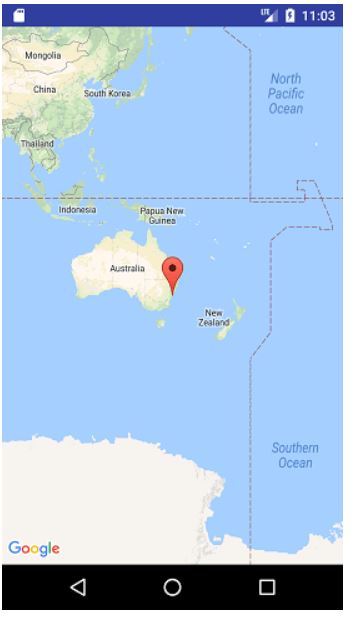 LTE 11:03
Mongolia
North
Pacific
Ocean
China
South Korea
Thailand
Indonesia
Papua New
Guinea
Australia
New
Zealand
Southern
Ocean
Google